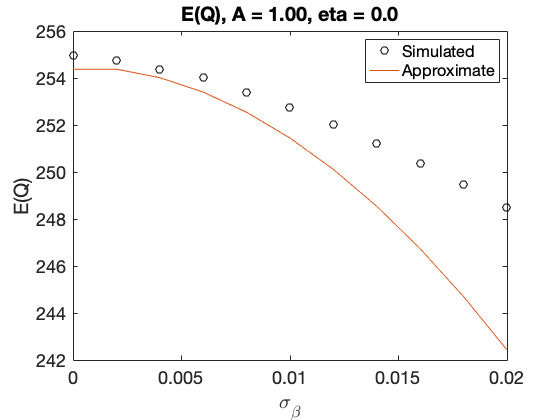 E(Q), A = 1.00, eta = 0.0
Simulated
Approximate
E(Q)
256
254
252
250
248
246
244
242
0 0.005 0.01 0.015 0.02
σβ